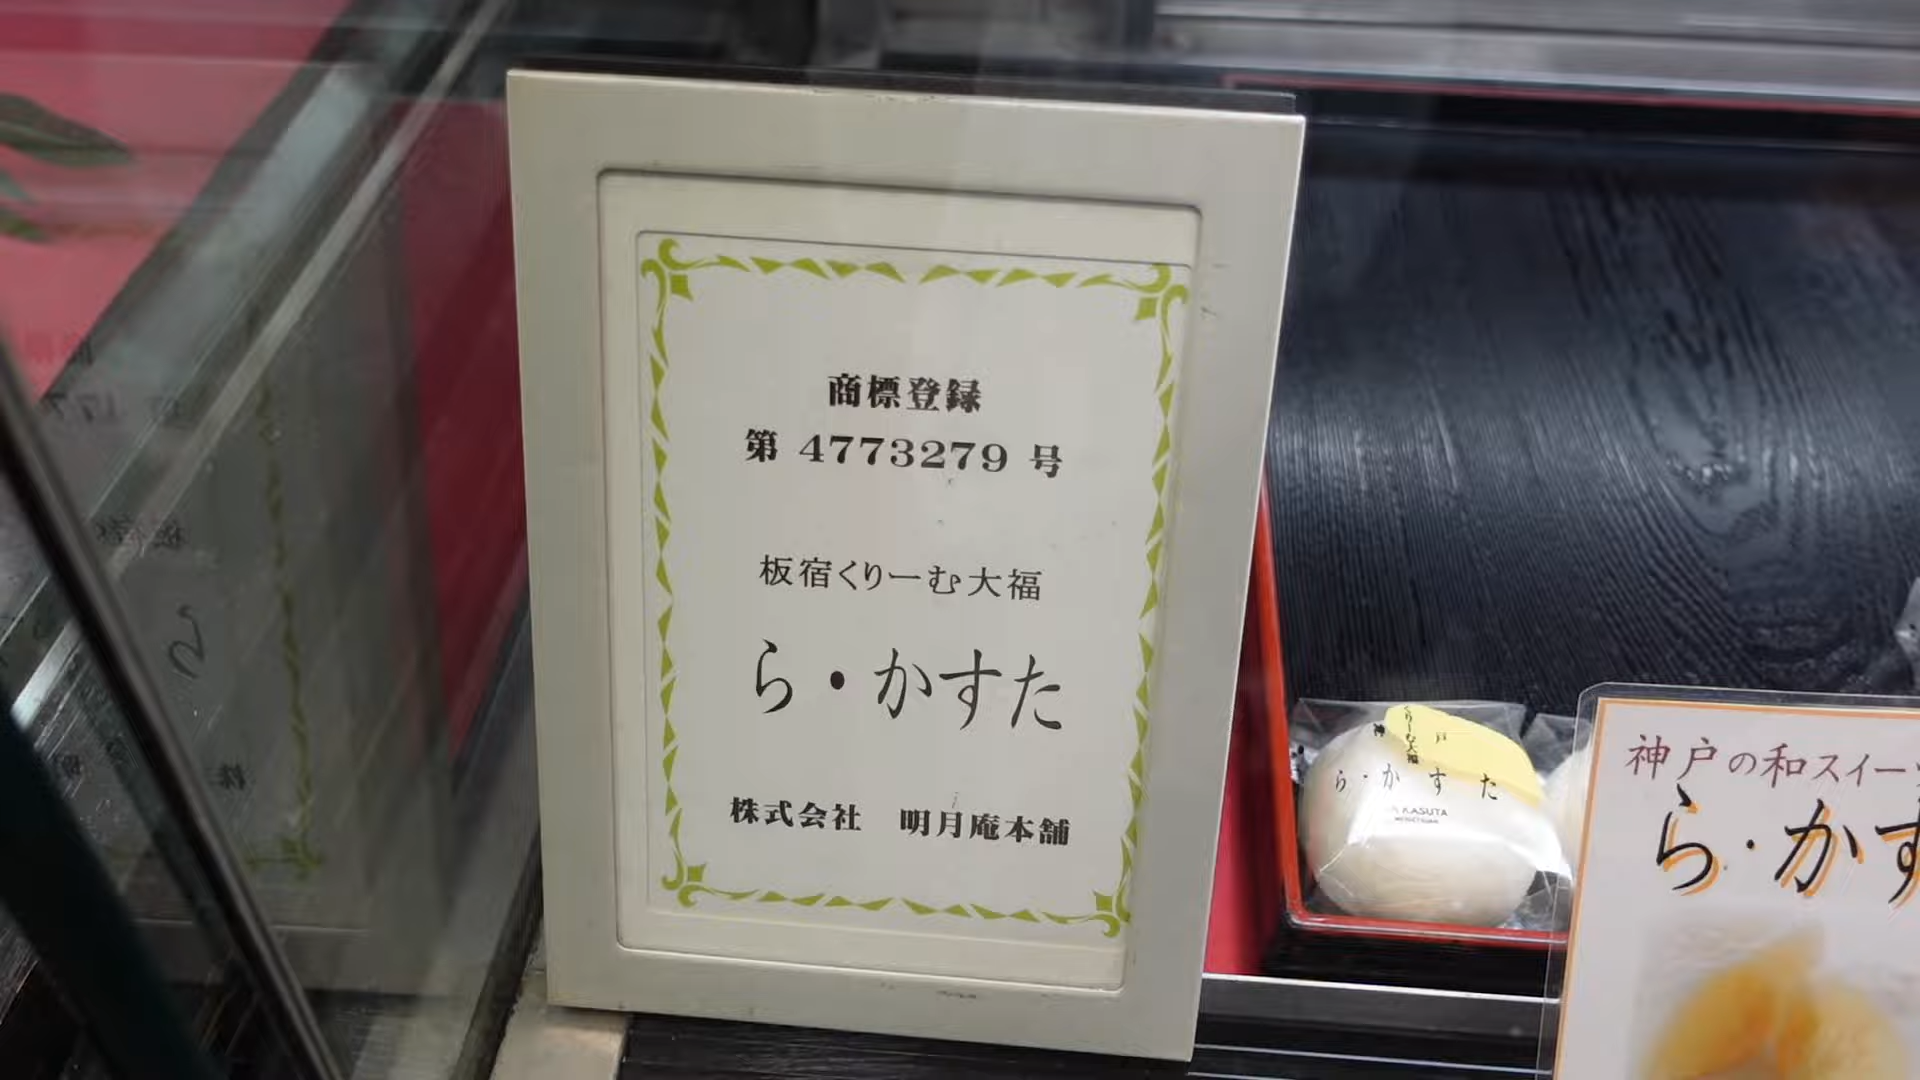 商標登録
第 4773279 号
板宿くりーむ大福
ら・かすた
株式会社 明月庵本舗
神戸
くりーむ大福
ら・かすた
KASUTA
神戸の和スイー
ら・かす